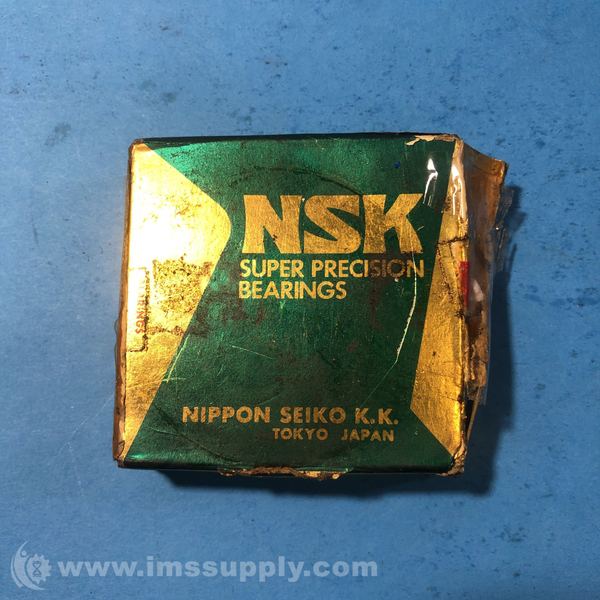 NSK
SUPER PRECISION
BEARINGS
NIPPON SEIKO K.K.
TOKYO JAPAN
www.imssupply.com